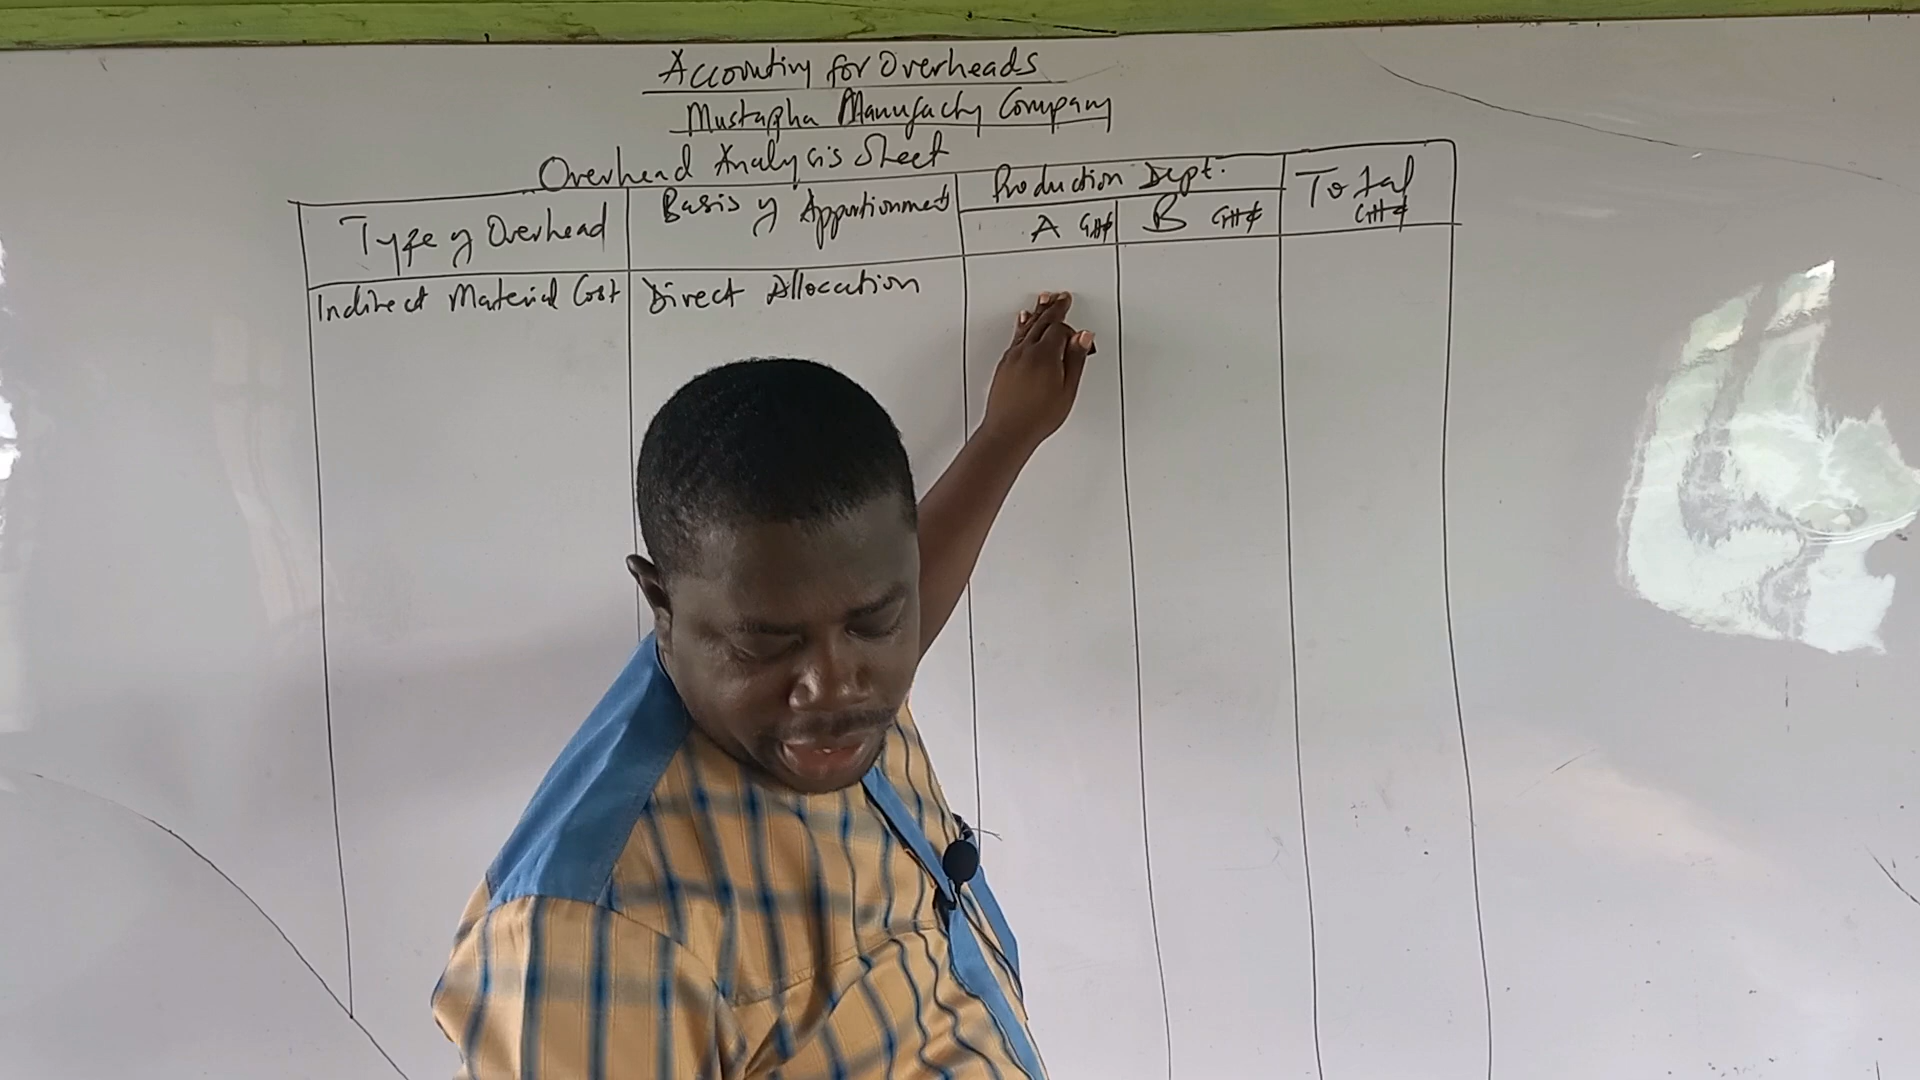 Accounting for Overheads
Mustapha Manufactg Company
Overhead Analysis Sheet
Type of Overhead Basis of Apportionment Production Dept. Total
A GH₵ B GH₵ GH₵
Indirect Material Cost Direct Allocation